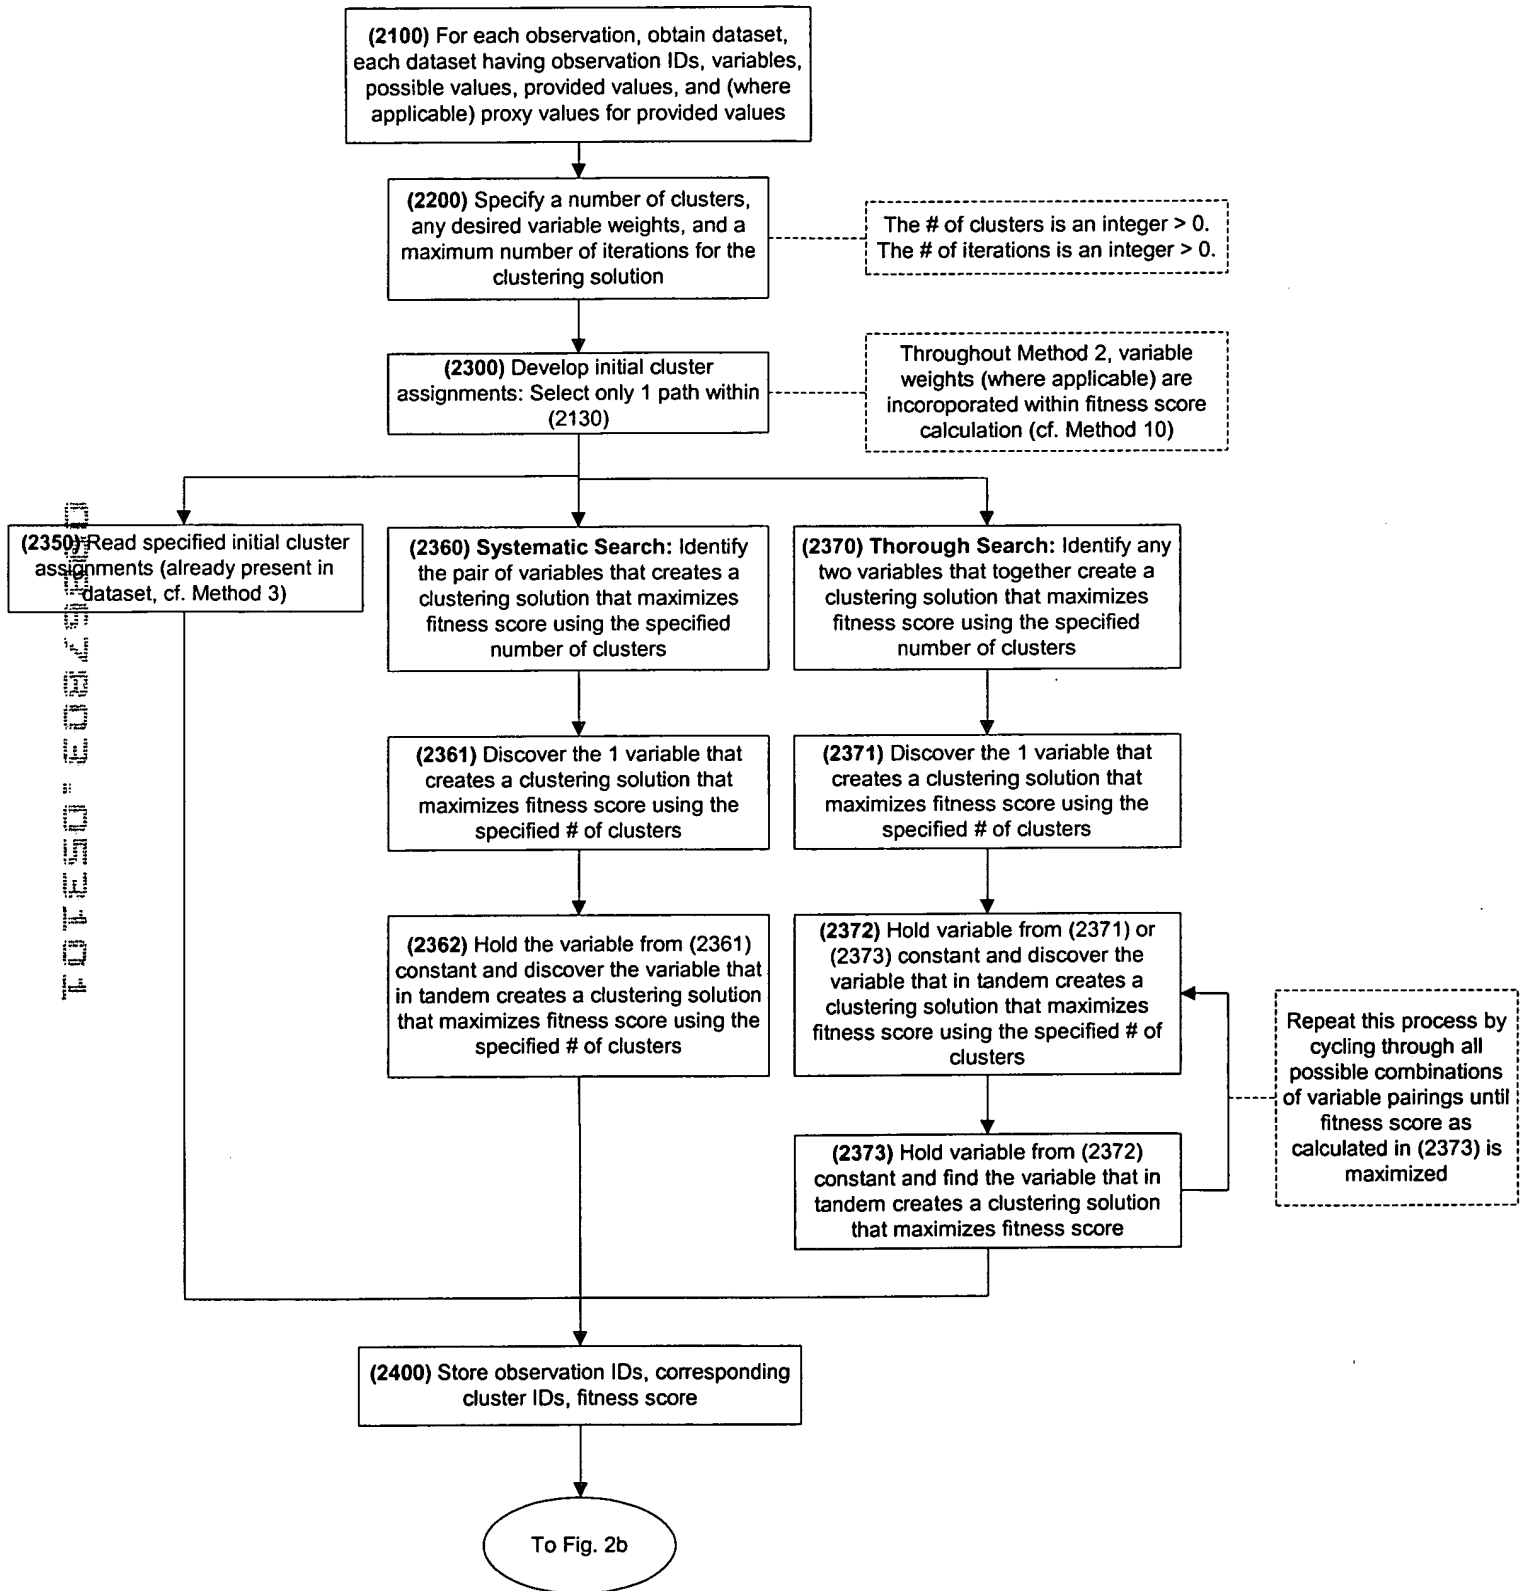 (2100) For each observation, obtain dataset,
each dataset having observation IDs, variables,
possible values, provided values, and (where
applicable) proxy values for provided values
(2200) Specify a number of clusters,
any desired variable weights, and a
maximum number of iterations for the
clustering solution
The # of clusters is an integer > 0.
The # of iterations is an integer > 0.
(2300) Develop initial cluster
assignments: Select only 1 path within
(2130)
Throughout Method 2, variable
weights (where applicable) are
incoroporated within fitness score
calculation (cf. Method 10)
(2350) Read specified initial cluster
assignments (already present in
dataset, cf. Method 3)
(2360) Systematic Search: Identify
the pair of variables that creates a
clustering solution that maximizes
fitness score using the specified
number of clusters
(2370) Thorough Search: Identify any
two variables that together create a
clustering solution that maximizes
fitness score using the specified
number of clusters
(2361) Discover the 1 variable that
creates a clustering solution that
maximizes fitness score using the
specified # of clusters
(2371) Discover the 1 variable that
creates a clustering solution that
maximizes fitness score using the
specified # of clusters
(2362) Hold the variable from (2361)
constant and discover the variable that
in tandem creates a clustering solution
that maximizes fitness score using the
specified # of clusters
(2372) Hold variable from (2371) or
(2373) constant and discover the
variable that in tandem creates a
clustering solution that maximizes
fitness score using the specified # of
clusters
Repeat this process by
cycling through all
possible combinations
of variable pairings until
fitness score as
calculated in (2373) is
maximized
(2373) Hold variable from (2372)
constant and find the variable that in
tandem creates a clustering solution
that maximizes fitness score
(2400) Store observation IDs, corresponding
cluster IDs, fitness score
To Fig. 2b